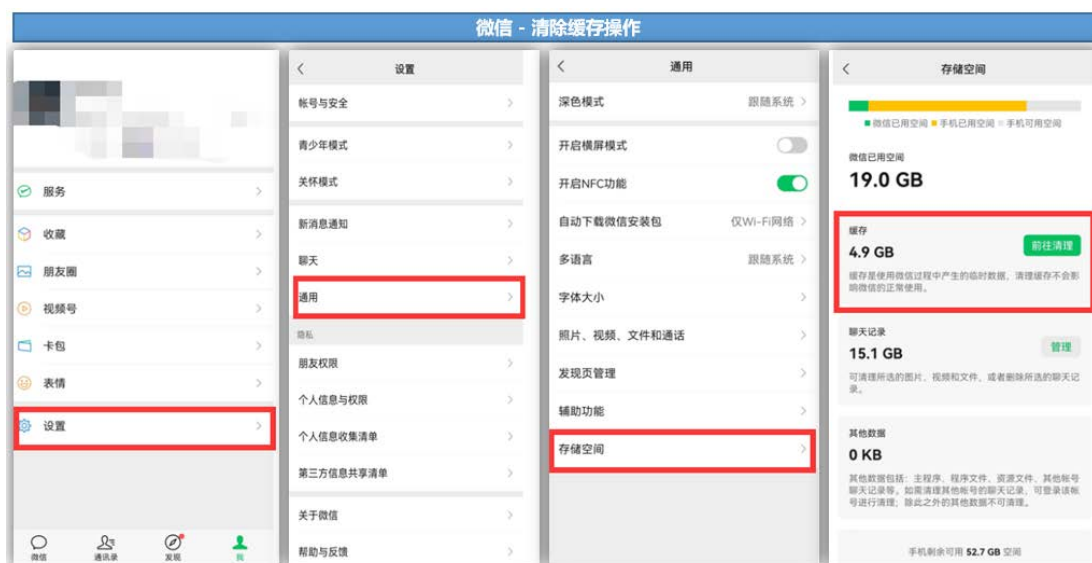 微信 - 清除缓存操作
服务
收藏
朋友圈
视频号
卡包
表情
设置
微信
通讯录
发现
我
设置
帐号与安全
青少年模式
关怀模式
新消息通知
聊天
通用
隐私
朋友权限
个人信息与权限
个人信息收集清单
第三方信息共享清单
关于微信
帮助与反馈
通用
深色模式 跟随系统
开启横屏模式
开启NFC功能
自动下载微信安装包 仅Wi-Fi网络
多语言 跟随系统
字体大小
照片、视频、文件和通话
发现页管理
辅助功能
存储空间
存储空间
微信已用空间 手机已用空间 手机可用空间
微信已用空间
19.0 GB
缓存
4.9 GB
前往清理
缓存是使用微信过程中产生的临时数据，清理缓存不会影
响微信的正常使用。
聊天记录
15.1 GB
管理
可清理所选的图片、视频和文件，或者删除所选的聊天记
录。
其他数据
0 KB
其他数据包括：主程序、程序文件、资源文件、其他帐号
聊天记录等。如需清理其他帐号的聊天记录，可登录该帐
号进行清理；除此之外的其他数据不可清理。
手机剩余可用 52.7 GB 空间